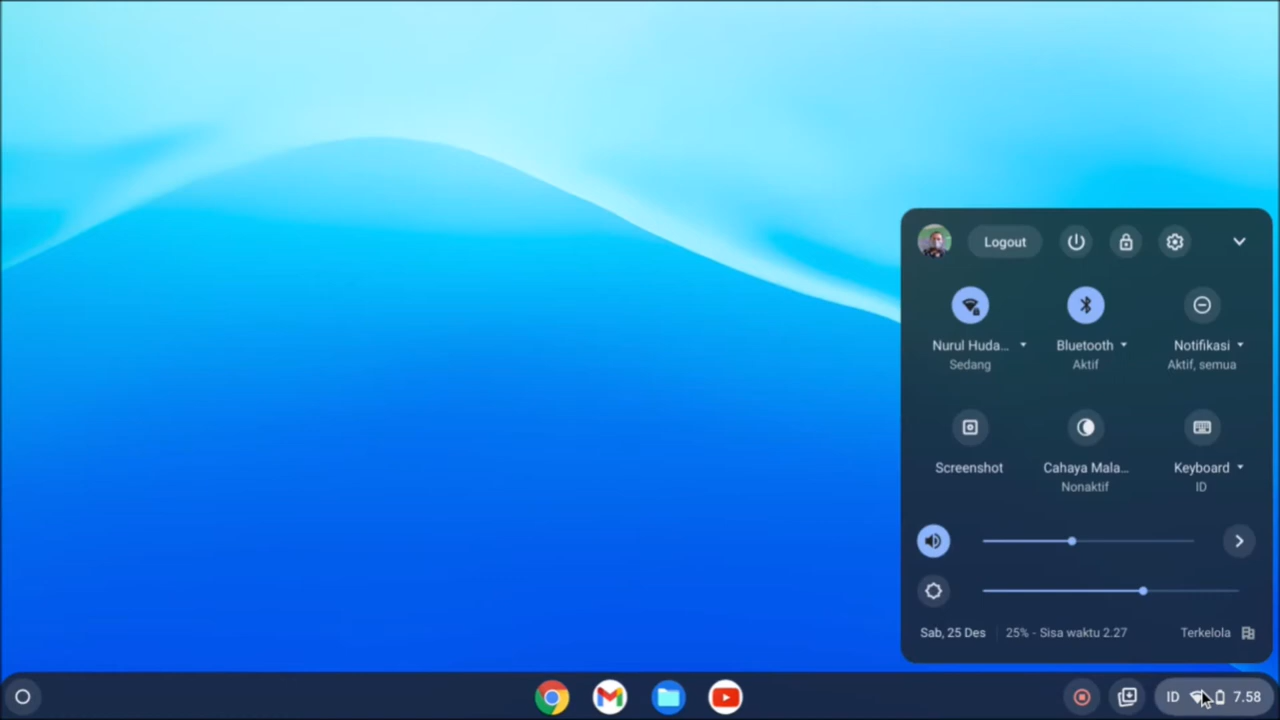 Logout
Nurul Huda...
Sedang
Bluetooth
Aktif
Notifikasi
Aktif, semua
Screenshot
Cahaya Mala...
Nonaktif
Keyboard
ID
Sab, 25 Des
25% - Sisa waktu 2.27
Terkelola
ID
7.58